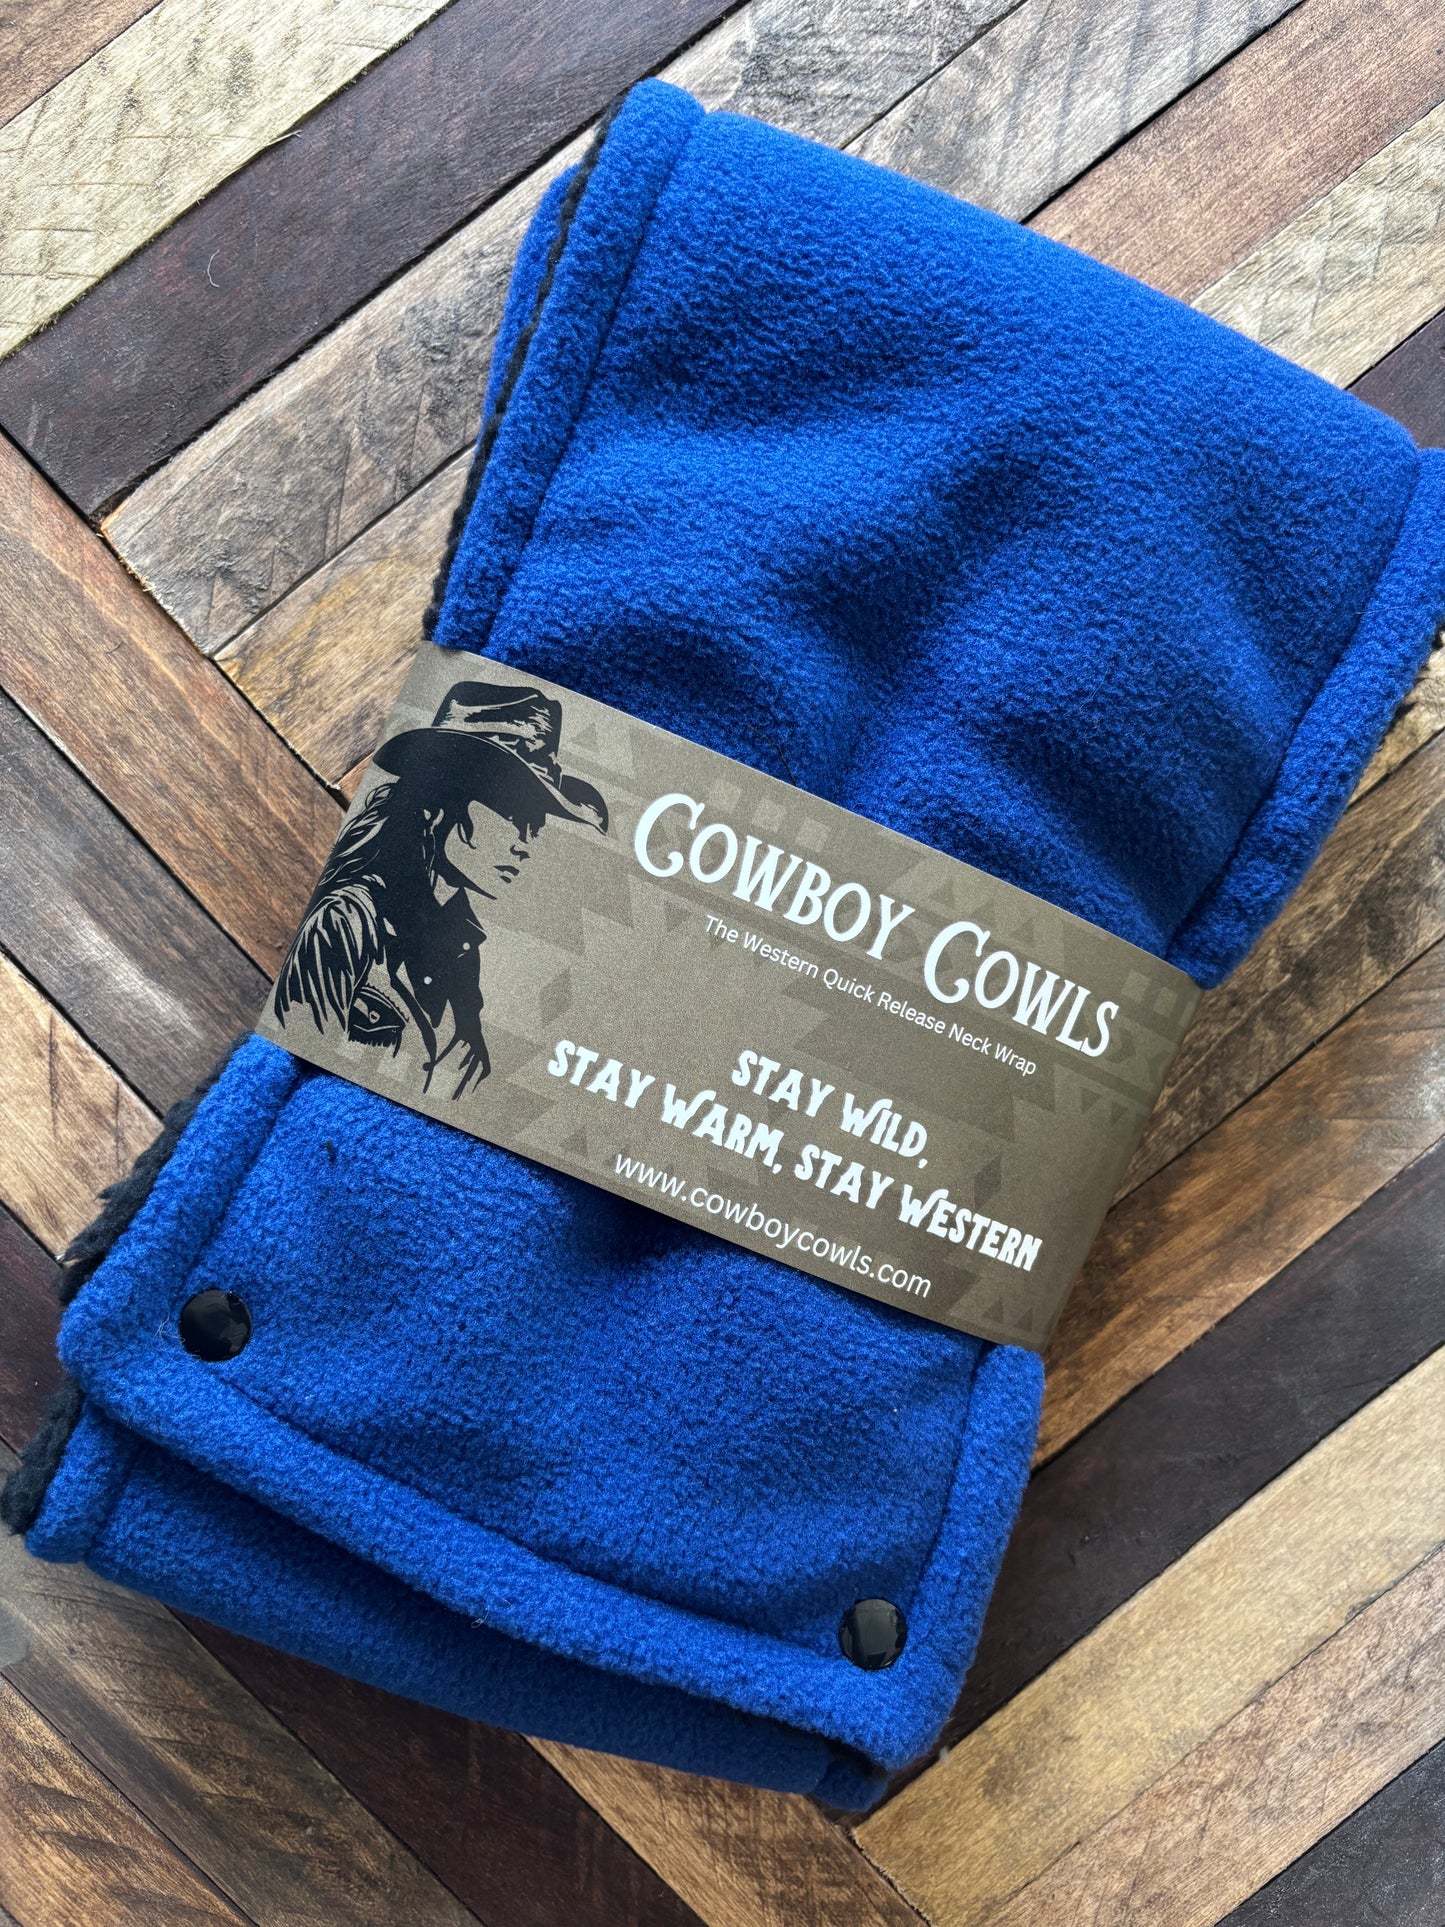 COWBOY COWLS
The Western Quick Release Neck Wrap
STAY WILD,
STAY WARM, STAY WESTERN
www.cowboycowls.com